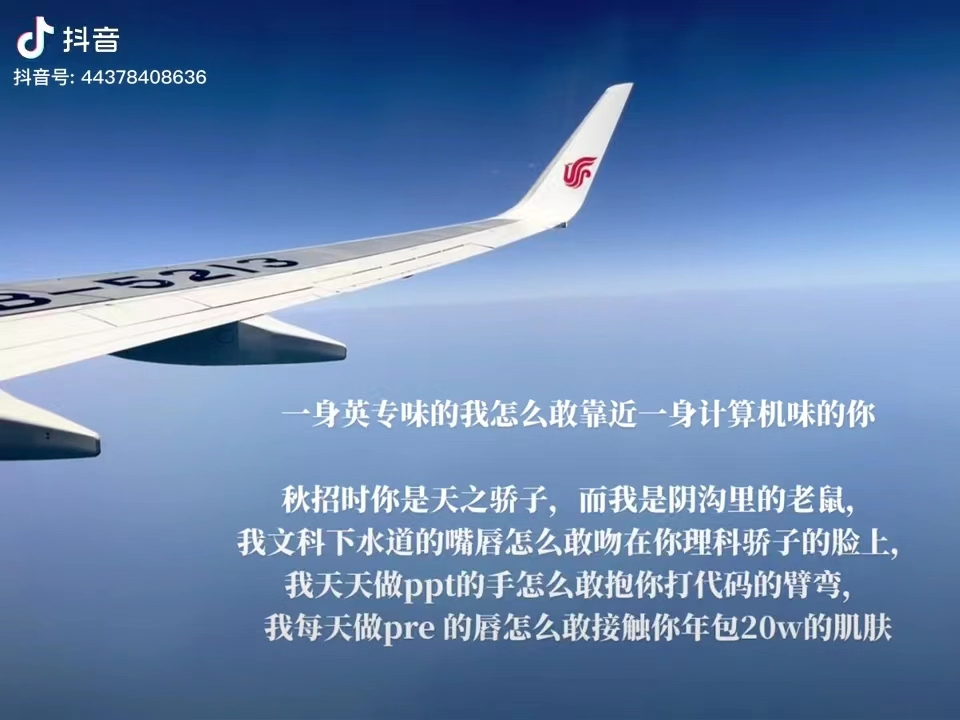 抖音
抖音号: 44378408636
B-5213
一身英专味的我怎么敢靠近一身计算机味的你
秋招时你是天之骄子，而我是阴沟里的老鼠，
我文科下水道的嘴唇怎么敢吻在你理科骄子的脸上，
我天天做ppt的手怎么敢抱你打代码的臂弯，
我每天做pre 的唇怎么敢接触你年包20w的肌肤